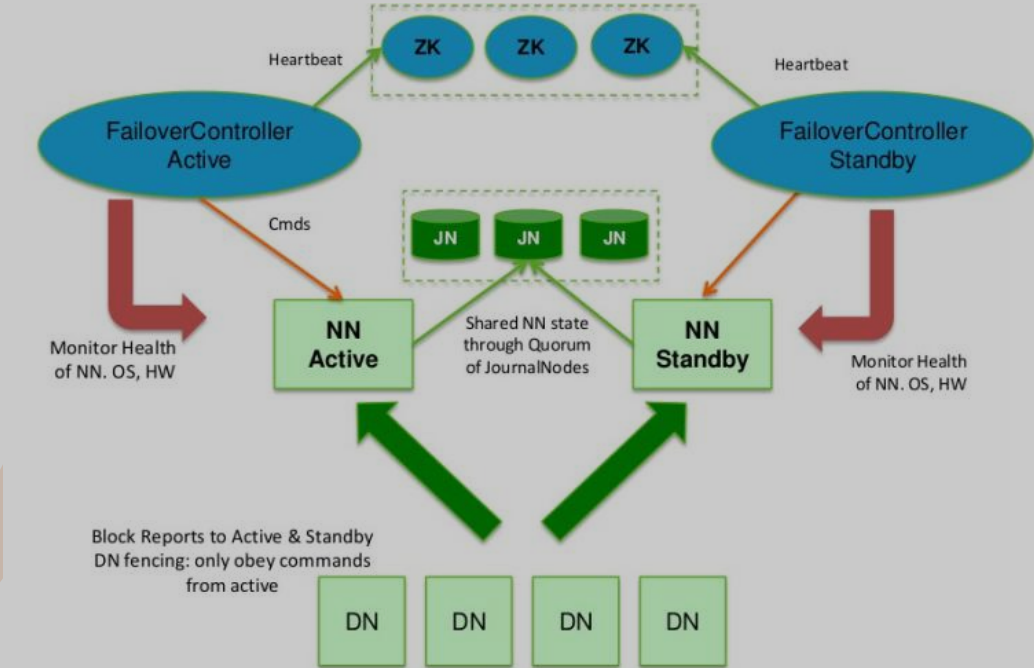 ZK
ZK
ZK
Heartbeat
Heartbeat
FailoverController
Active
FailoverController
Standby
Cmds
JN
JN
JN
NN
Active
Shared NN state
through Quorum
of JournalNodes
NN
Standby
Monitor Health
of NN. OS, HW
Monitor Health
of NN. OS, HW
Block Reports to Active & Standby
DN fencing: only obey commands
from active
DN
DN
DN
DN